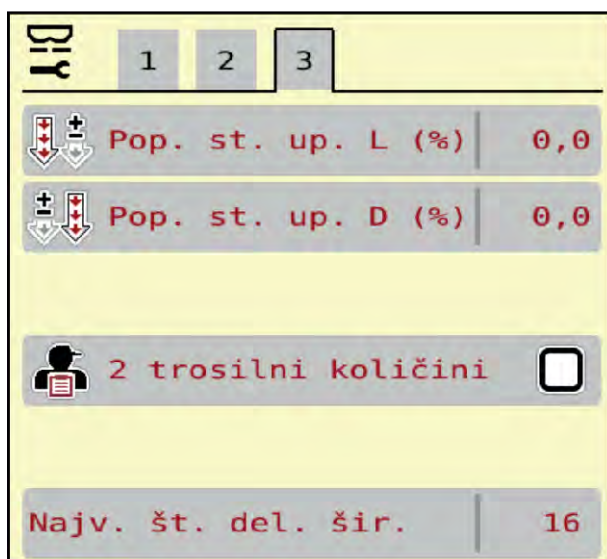 1 2 3
Pop. st. up. L (%) 0,0
Pop. st. up. D (%) 0,0
2 trosilni količini
Najv. št. del. šir. 16